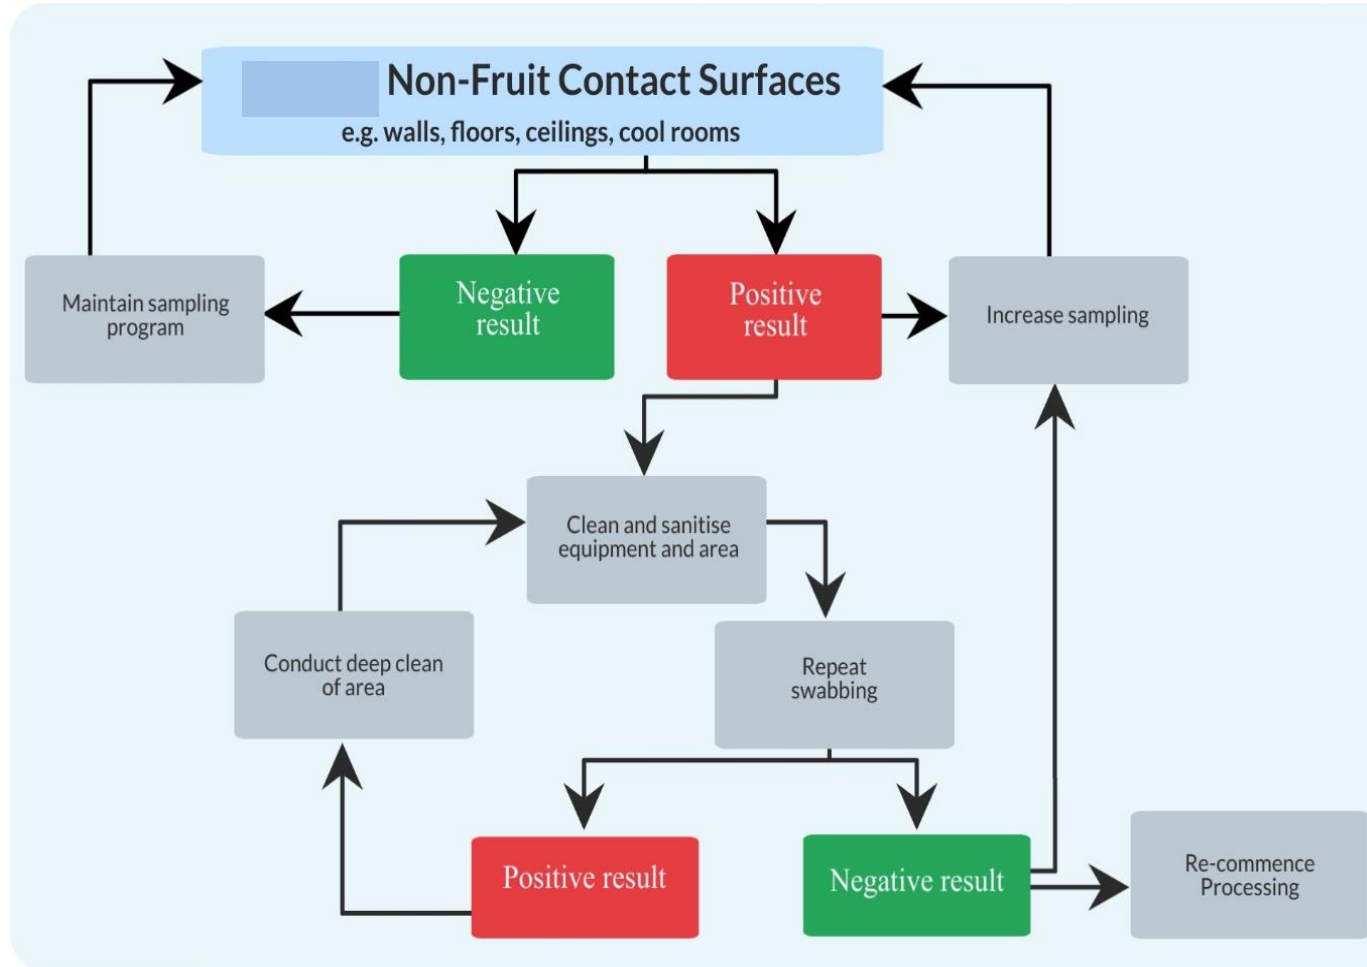 Non-Fruit Contact Surfaces
e.g. walls, floors, ceilings, cool rooms
Maintain sampling
program
Negative
result
Positive
result
Increase sampling
Clean and sanitise
equipment and area
Conduct deep clean
of area
Repeat
swabbing
Positive result
Negative result
Re-commence
Processing